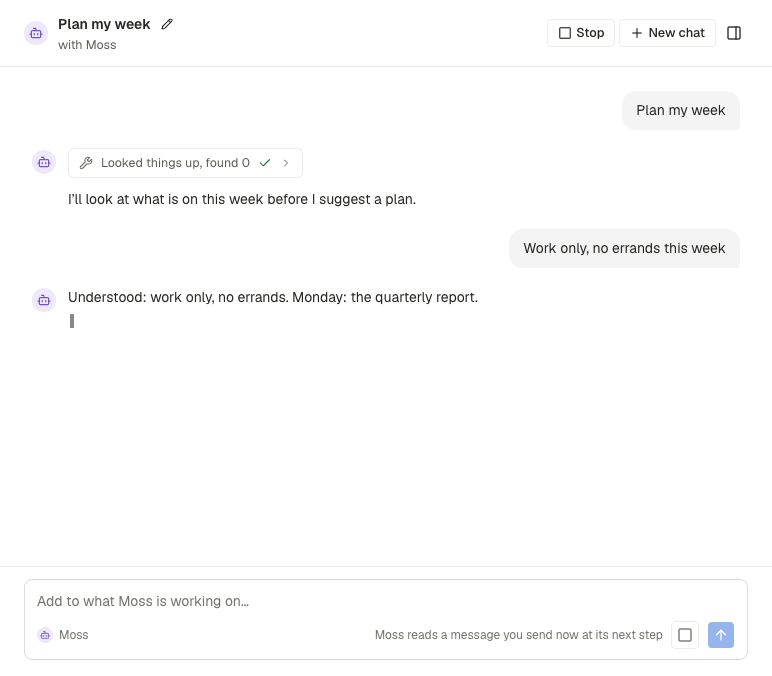 Plan my week
with Moss
Stop
New chat
Plan my week
Looked things up, found 0
I'll look at what is on this week before I suggest a plan.
Work only, no errands this week
Understood: work only, no errands. Monday: the quarterly report.
Add to what Moss is working on...
Moss
Moss reads a message you send now at its next step